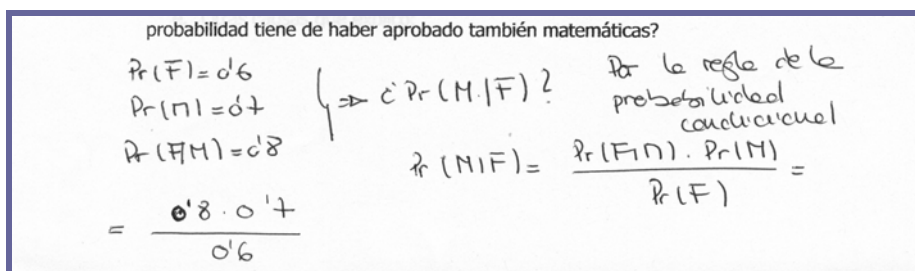 probabilidad tiene de haber aprobado también matemáticas?
Pr(F)=0'6
Pr(M)=0'7
Pr(F|M)=0'8
⇒ ¿Pr(M|F)?
Por la regla de la
probabilidad
condicional
Pr(M|F)= Pr(F|M) · Pr(M) / Pr(F) =
= 0'8 · 0'7 / 0'6